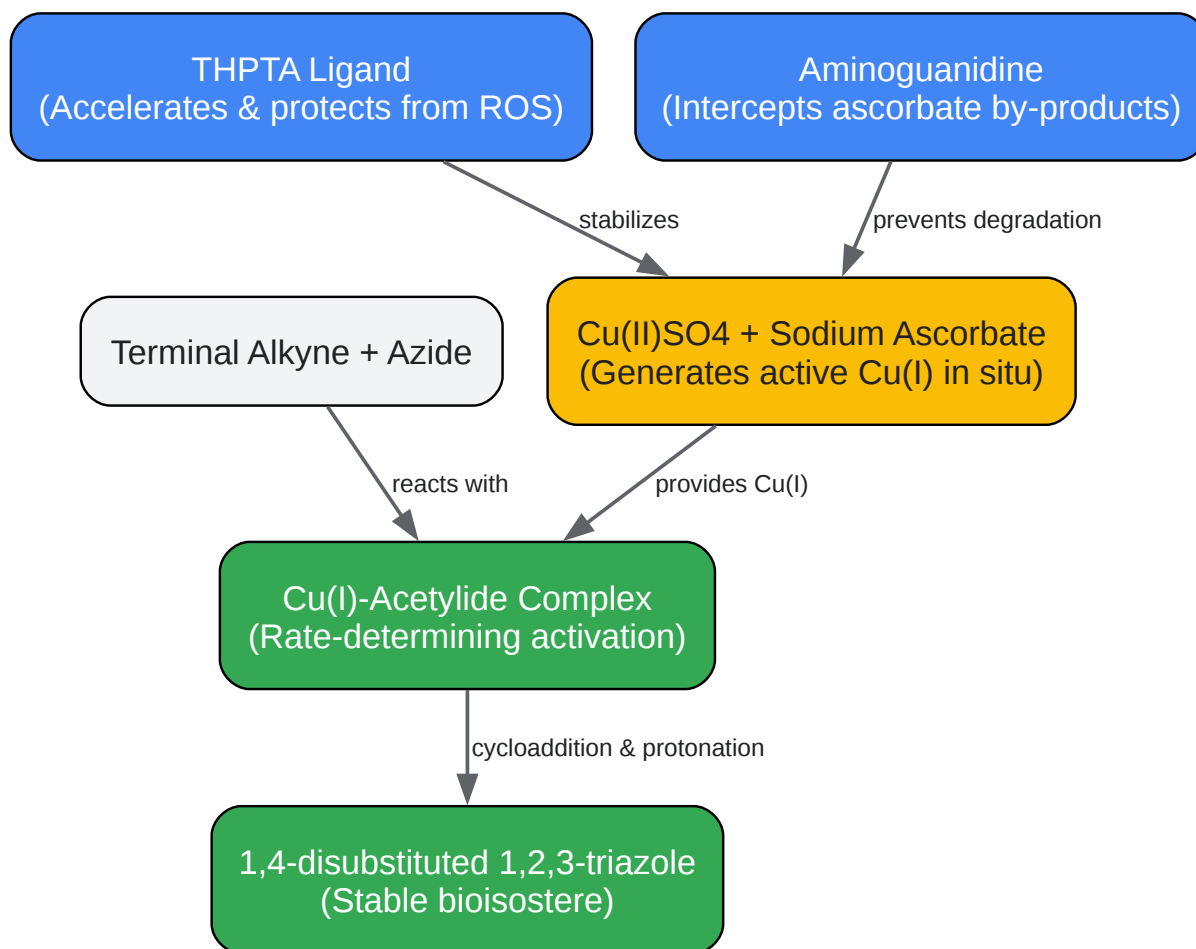 THPTA Ligand
(Accelerates & protects from ROS)
Aminoguanidine
(Intercepts ascorbate by-products)
stabilizes
prevents degradation
Terminal Alkyne + Azide
Cu(II)SO4 + Sodium Ascorbate
(Generates active Cu(I) in situ)
reacts with
provides Cu(I)
Cu(I)-Acetylide Complex
(Rate-determining activation)
cycloaddition & protonation
1,4-disubstituted 1,2,3-triazole
(Stable bioisostere)